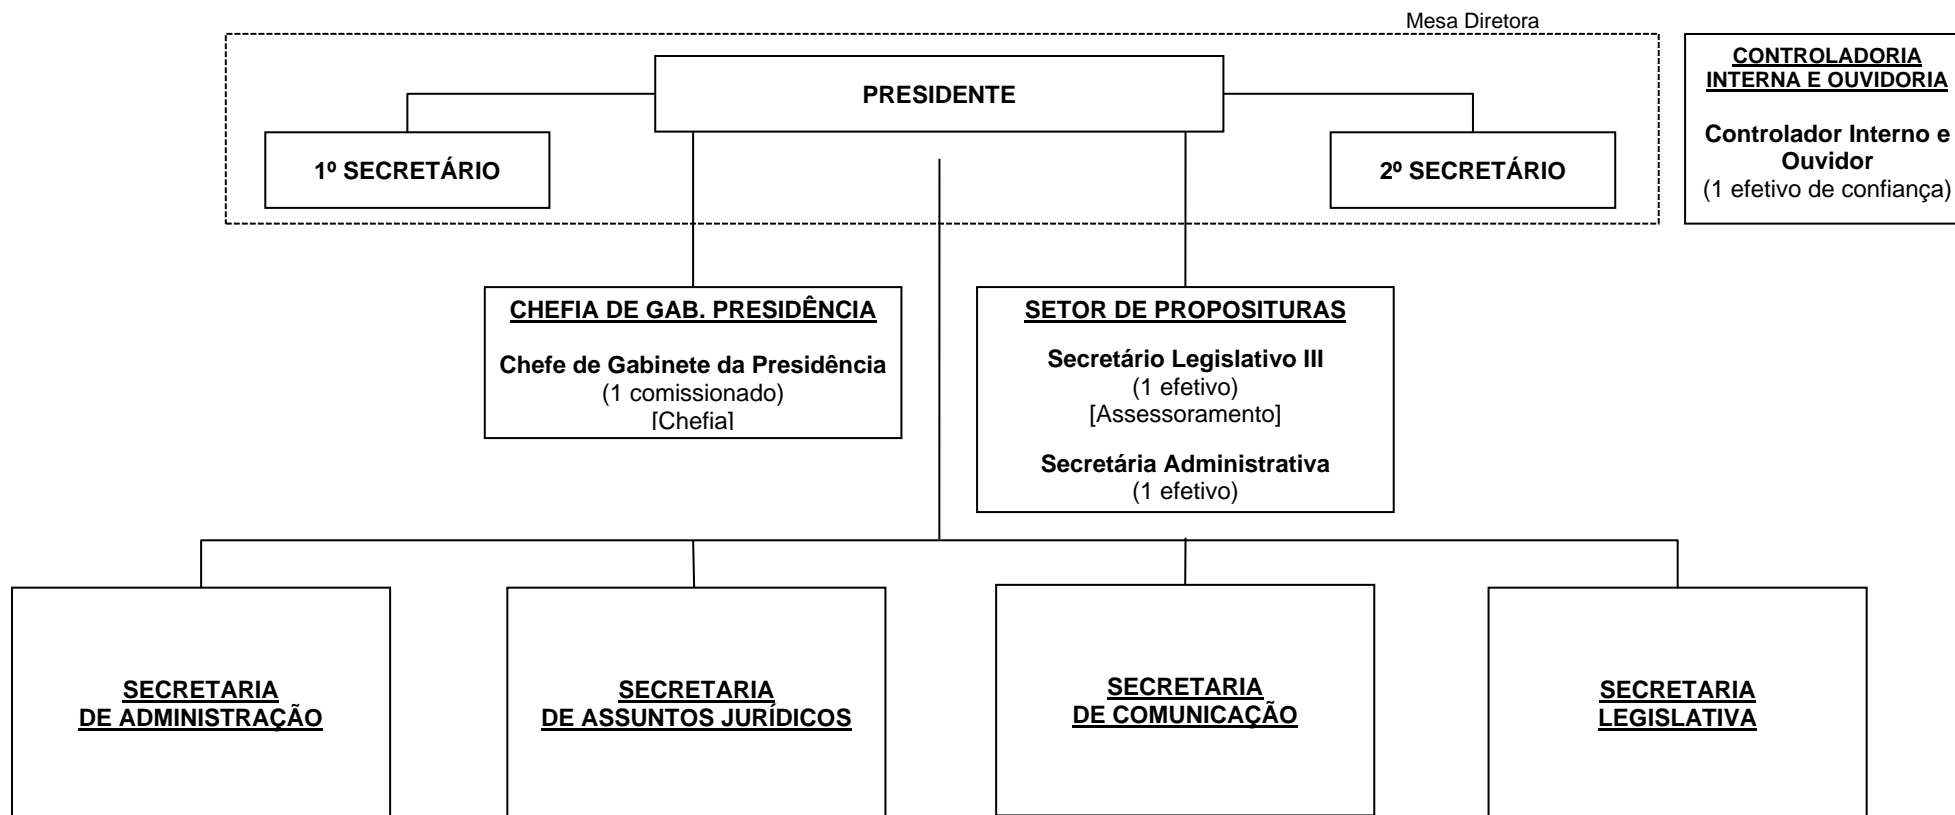 Mesa Diretora
PRESIDENTE
1º SECRETÁRIO
2º SECRETÁRIO
CONTROLADORIA
INTERNA E OUVIDORIA
Controlador Interno e
Ouvidor
(1 efetivo de confiança)
CHEFIA DE GAB. PRESIDÊNCIA
Chefe de Gabinete da Presidência
(1 comissionado)
[Chefia]
SETOR DE PROPOSITURAS
Secretário Legislativo III
(1 efetivo)
[Assessoramento]
Secretária Administrativa
(1 efetivo)
SECRETARIA
DE ADMINISTRAÇÃO
SECRETARIA
DE ASSUNTOS JURÍDICOS
SECRETARIA
DE COMUNICAÇÃO
SECRETARIA
LEGISLATIVA